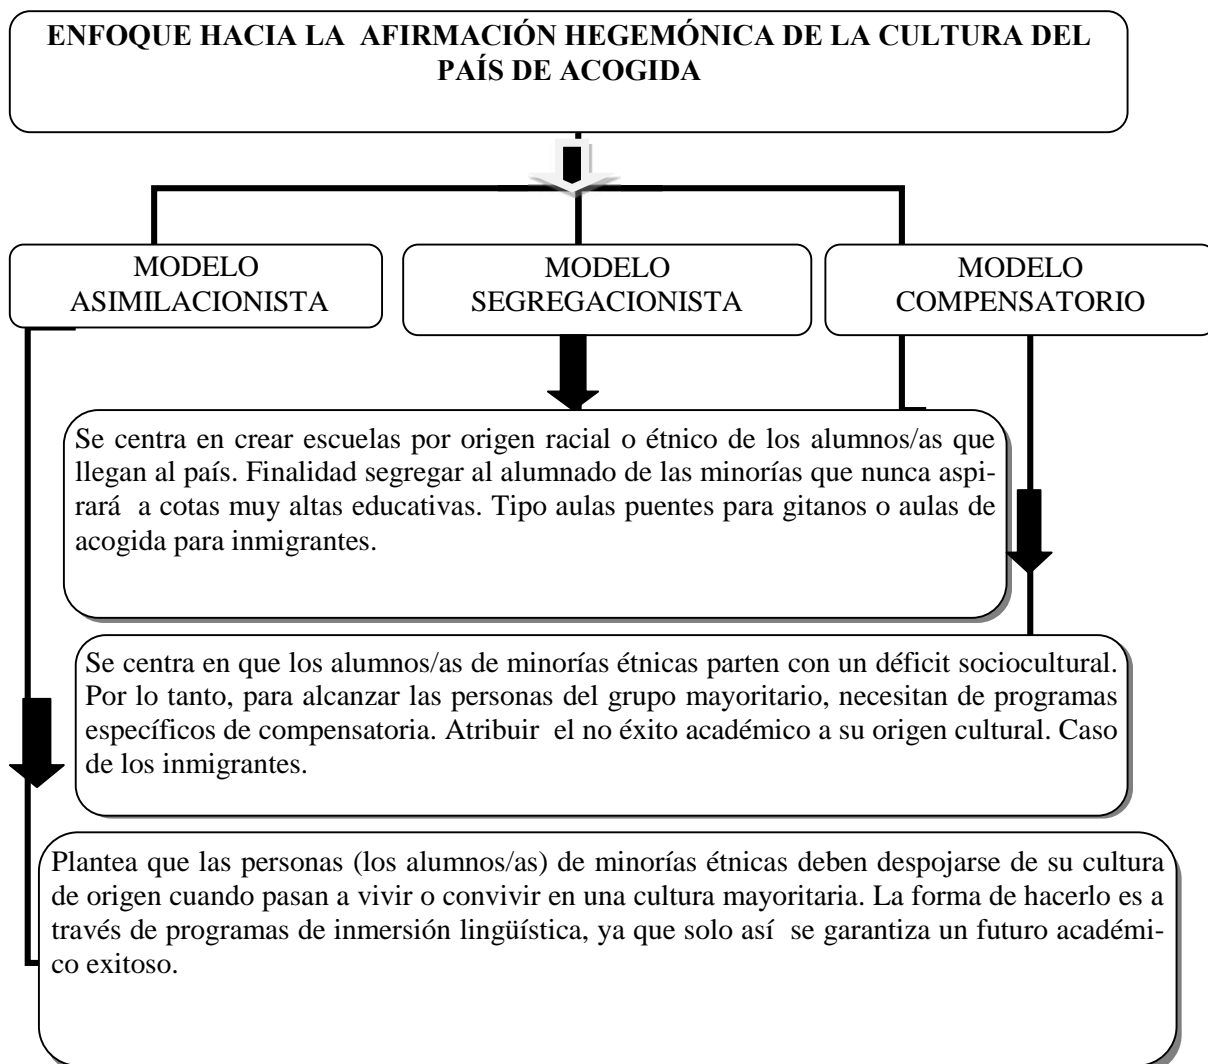 ENFOQUE HACIA LA AFIRMACIÓN HEGEMÓNICA DE LA CULTURA DEL
PAÍS DE ACOGIDA
MODELO
ASIMILACIONISTA
MODELO
SEGREGACIONISTA
MODELO
COMPENSATORIO
Se centra en crear escuelas por origen racial o étnico de los alumnos/as que
llegan al país. Finalidad segregar al alumnado de las minorías que nunca aspi-
rará a cotas muy altas educativas. Tipo aulas puentes para gitanos o aulas de
acogida para inmigrantes.
Se centra en que los alumnos/as de minorías étnicas parten con un déficit sociocultural.
Por lo tanto, para alcanzar las personas del grupo mayoritario, necesitan de programas
específicos de compensatoria. Atribuir el no éxito académico a su origen cultural. Caso
de los inmigrantes.
Plantea que las personas (los alumnos/as) de minorías étnicas deben despojarse de su cultura
de origen cuando pasan a vivir o convivir en una cultura mayoritaria. La forma de hacerlo es a
través de programas de inmersión lingüística, ya que solo así se garantiza un futuro académi-
co exitoso.